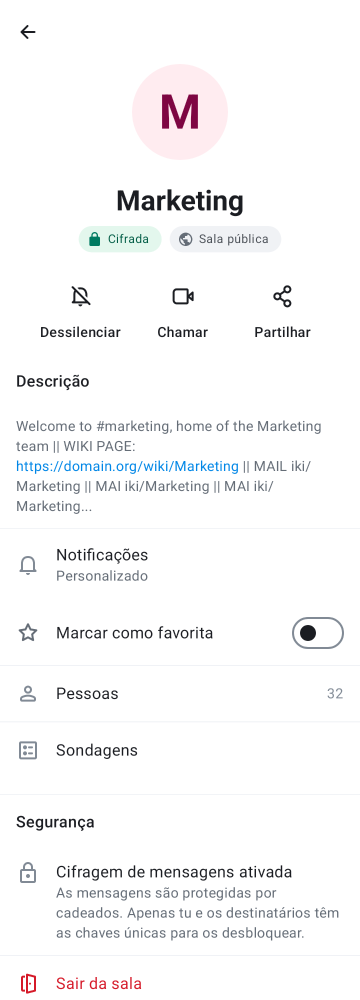 M
Marketing
Cifrada
Sala pública
Dessilenciar
Chamar
Partilhar
Descrição
Welcome to #marketing, home of the Marketing
team || WIKI PAGE:
https://domain.org/wiki/Marketing || MAIL iki/
Marketing || MAI iki/Marketing || MAI iki/
Marketing...
Notificações
Personalizado
Marcar como favorita
Pessoas
32
Sondagens
Segurança
Cifragem de mensagens ativada
As mensagens são protegidas por
cadeados. Apenas tu e os destinatários têm
as chaves únicas para os desbloquear.
Sair da sala